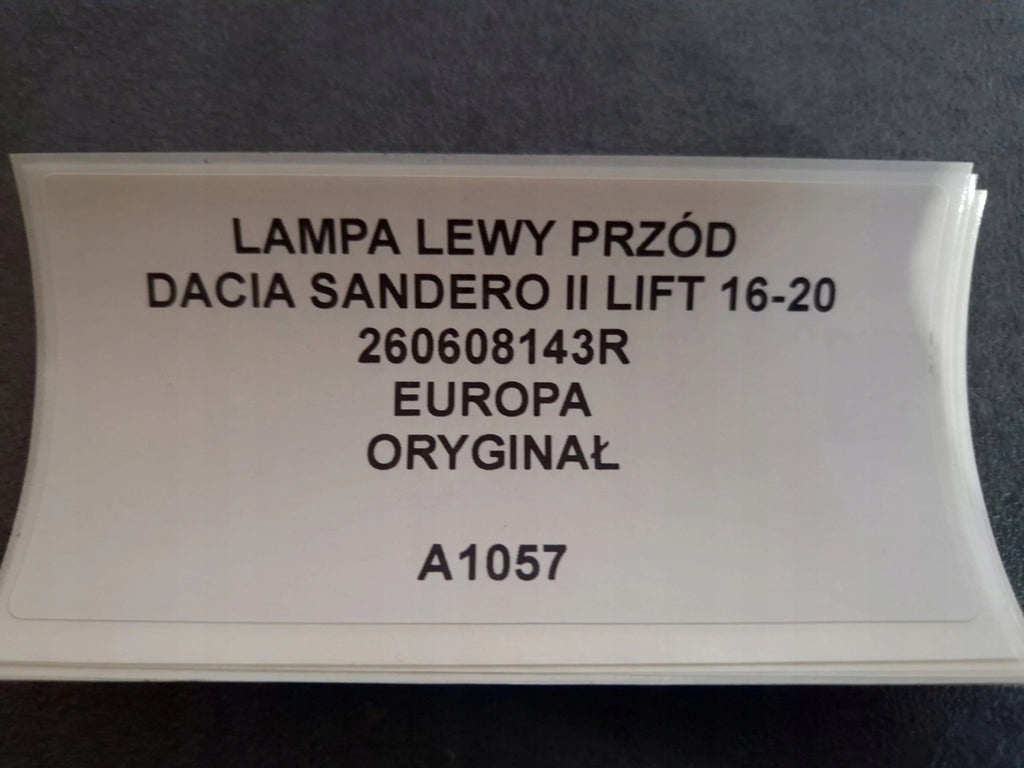 LAMPA LEWY PRZÓD
DACIA SANDERO II LIFT 16-20
260608143R
EUROPA
ORYGINAŁ
A1057